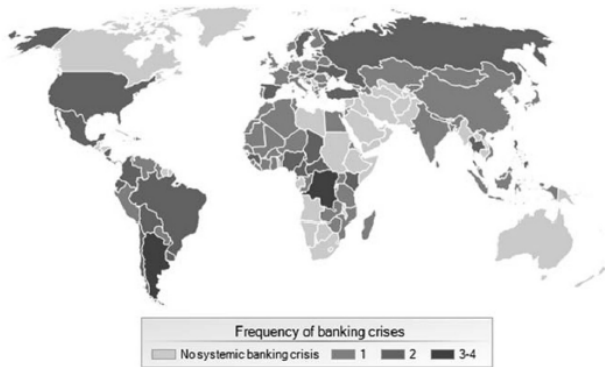 Frequency of banking crises
No systemic banking crisis 1 2 3-4